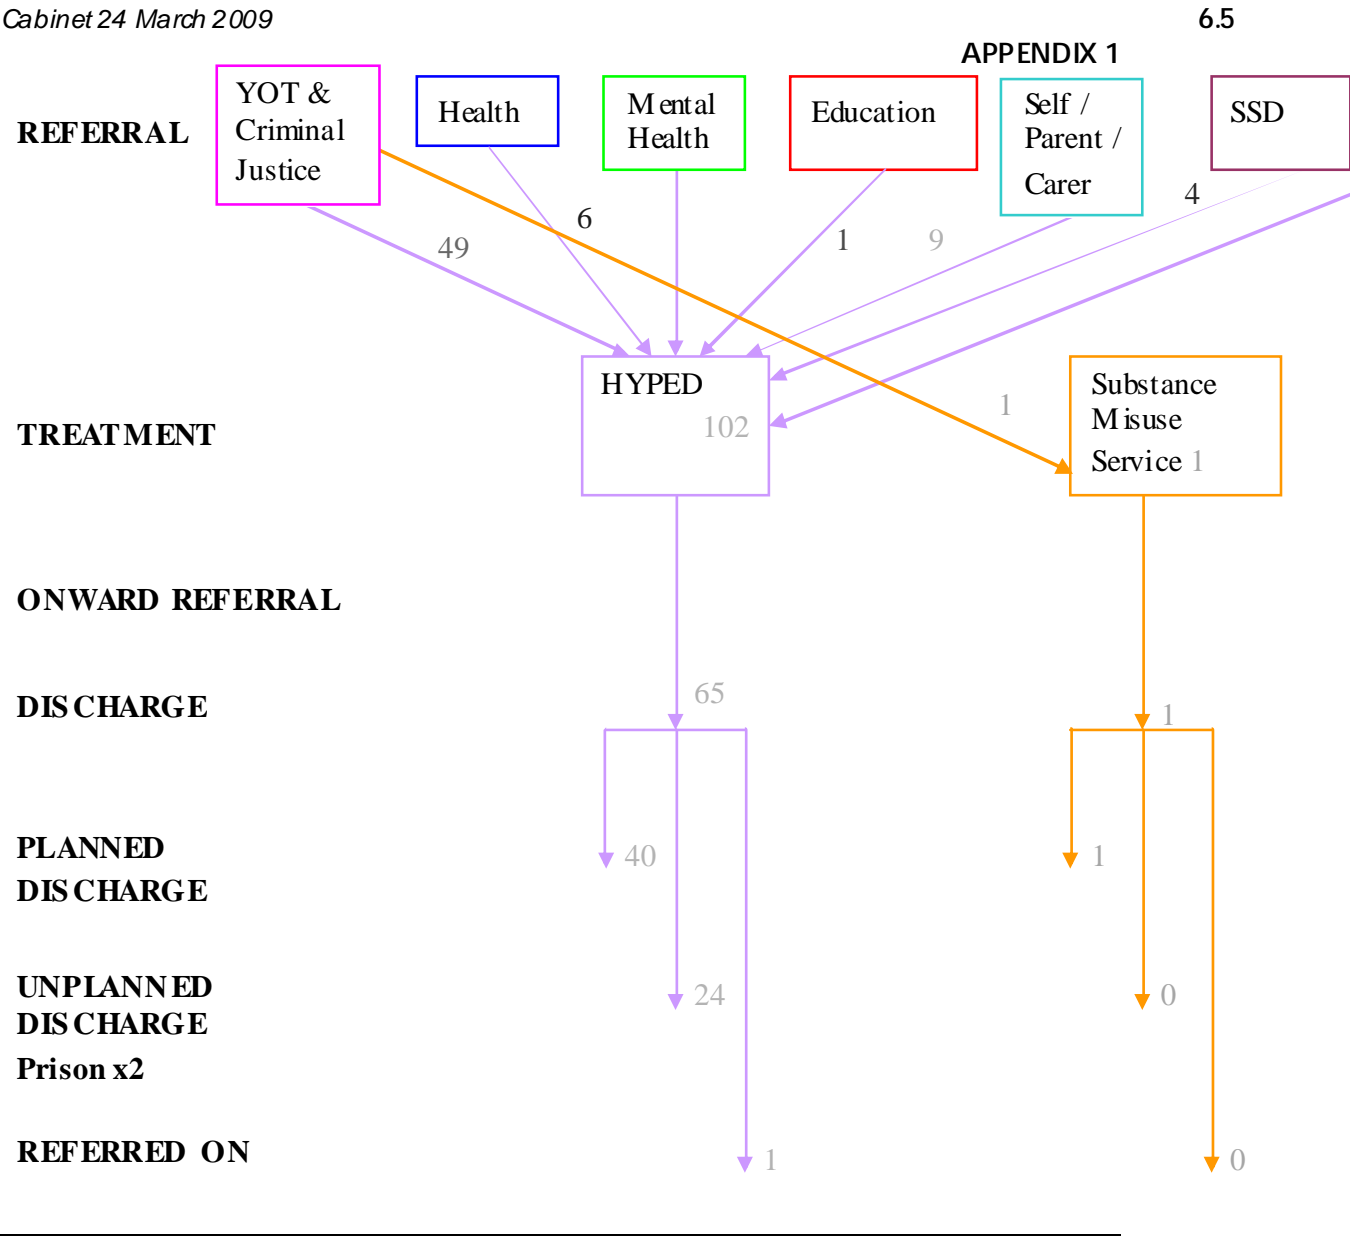 Cabinet 24 March 2009
6.5
APPENDIX 1
REFERRAL
YOT &
Criminal
Justice
Health
Mental
Health
Education
Self /
Parent /
Carer
SSD
49
6
1
9
4
TREATMENT
HYPED
102
1
Substance
Misuse
Service 1
ONWARD REFERRAL
DISCHARGE
65
1
PLANNED
DISCHARGE
40
1
UNPLANNED
DISCHARGE
Prison x2
24
0
REFERRED ON
1
0